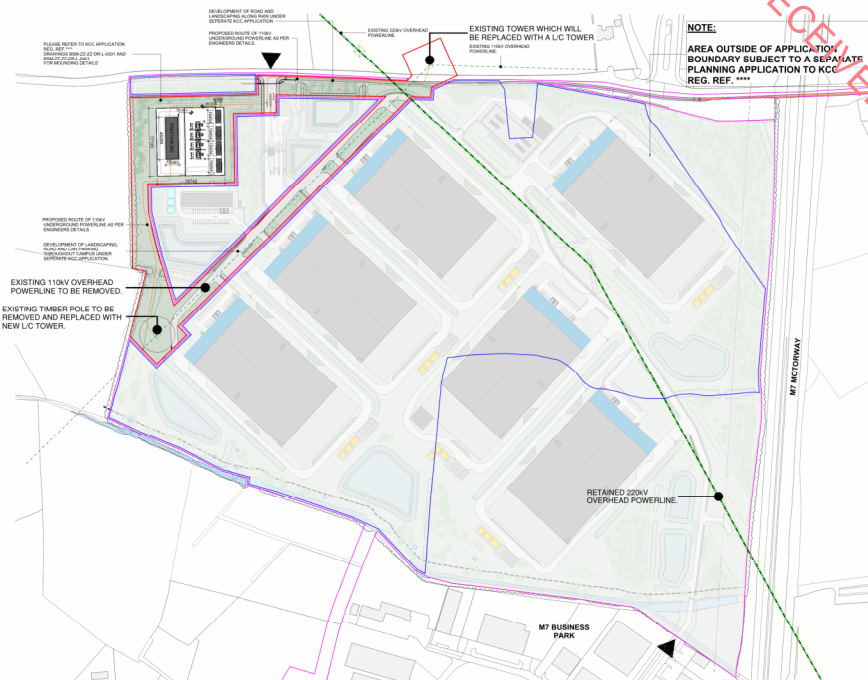 DEVELOPMENT OF ROAD AND
LANDSCAPING ALONG R409 UNDER
SEPERATE KCC APPLICATION
PROPOSED ROUTE OF 110kV
UNDERGROUND POWERLINE AS PER
ENGINEERS DETAILS.
EXISTING 220kV OVERHEAD
POWERLINE.
EXISTING TOWER WHICH WILL
BE REPLACED WITH A L/C TOWER
EXISTING 110kV OVERHEAD
POWERLINE.
NOTE:
AREA OUTSIDE OF APPLICATION
BOUNDARY SUBJECT TO A SEPARATE
PLANNING APPLICATION TO KCC
REG. REF. ****
RECEIVE
PLEASE REFER TO KCC APPLICATION
REG. REF ****
FOR MOUNDING DETAILS
PROPOSED ROUTE OF 110kV
UNDERGROUND POWERLINE AS PER
ENGINEERS DETAILS.
DEVELOPMENT OF LANDSCAPING,
ROAD AND CAR PARKING
THROUGHOUT CAMPUS UNDER
SEPERATE KCC APPLICATION.
EXISTING 110kV OVERHEAD
POWERLINE TO BE REMOVED.
EXISTING TIMBER POLE TO BE
REMOVED AND REPLACED WITH
NEW L/C TOWER.
M7 MOTORWAY
RETAINED 220kV
OVERHEAD POWERLINE.
M7 BUSINESS
PARK